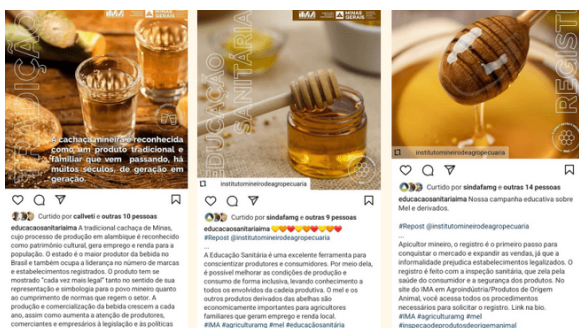 TRADIÇÃO
ima
MINAS
GERAIS
A cachaça mineira é reconhecida
como um produto tradicional e
familiar que vem passando, há
muitos séculos, de geração em
geração.
Curtido por callveti e outras 10 pessoas
educacaosanitariaima A tradicional cachaça de Minas,
cujo processo de produção em alambique é reconhecido
como patrimônio cultural, gera emprego e renda para a
população. O estado é o maior produtor da bebida no
Brasil e também ocupa a liderança no número de marcas
e estabelecimentos registrados. O produto tem se
mostrado "cada vez mais legal" tanto no sentido de sua
representação e simbologia para o povo mineiro quanto
ao cumprimento de normas que regem o setor. A
produção e comercialização da bebida crescem a cada
ano, assim como aumenta a atenção de produtores,
comerciantes e empresários à legislação e às políticas
EDUCAÇÃO
SANITÁRIA
ima
MINAS
GERAIS
institutomineirodeagropecuaria
Curtido por sindafamg e outras 9 pessoas
educacaosanitariaima 🧡💛❤️🧡💛❤️🧡💛
#Repost @institutomineirodeagropecuaria
...
A Educação Sanitária é uma excelente ferramenta para
conscientizar produtores e consumidores. Por meio dela,
é possível melhorar as condições de produção e
consumo de forma inclusiva, levando conhecimento a
todos os envolvidos da cadeia produtiva. O mel e os
outros produtos derivados das abelhas são
economicamente importantes para agricultores
familiares que geram emprego e renda local.
#IMA #agriculturamg #mel #educaçãosanitária
REGIST
institutomineirodeagropecuaria
Curtido por sindafamg e outras 14 pessoas
educacaosanitariaima Nossa campanha educativa sobre
Mel e derivados.
#Repost @institutomineirodeagropecuaria
...
Apicultor mineiro, o registro é o primeiro passo para
conquistar o mercado e expandir as vendas, já que a
informalidade prejudica estabelecimentos legalizados. O
registro é feito com a inspeção sanitária, que zela pela
saúde do consumidor e a segurança dos produtos. No
site do IMA em Agroindústria/Produtos de Origem
Animal, você acessa todos os procedimentos
necessários para solicitar o registro. Link na bio.
#IMA #agriculturamg #mel
#inspecaodeprodutosdeorigemanimal